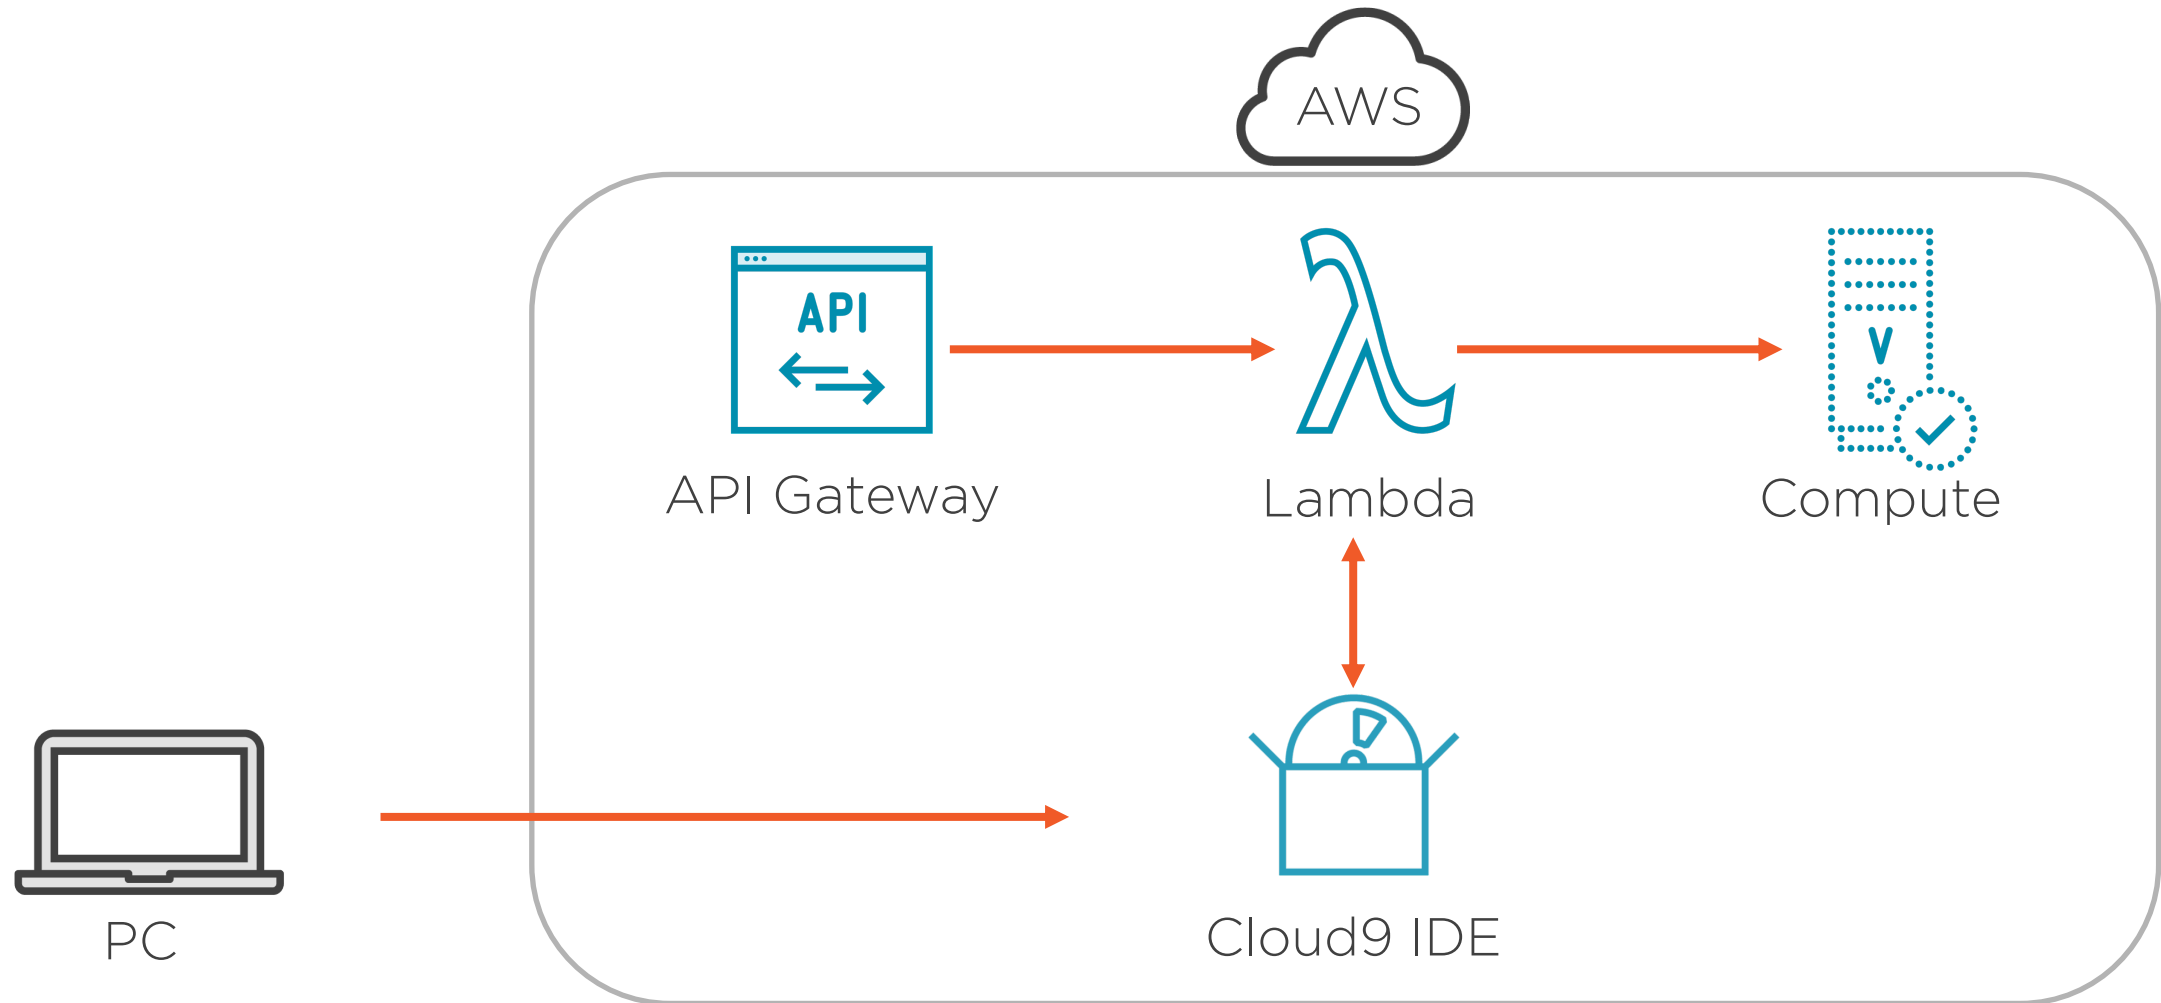 AWS
API
API Gateway
Lambda
V
Compute
Cloud9 IDE
PC